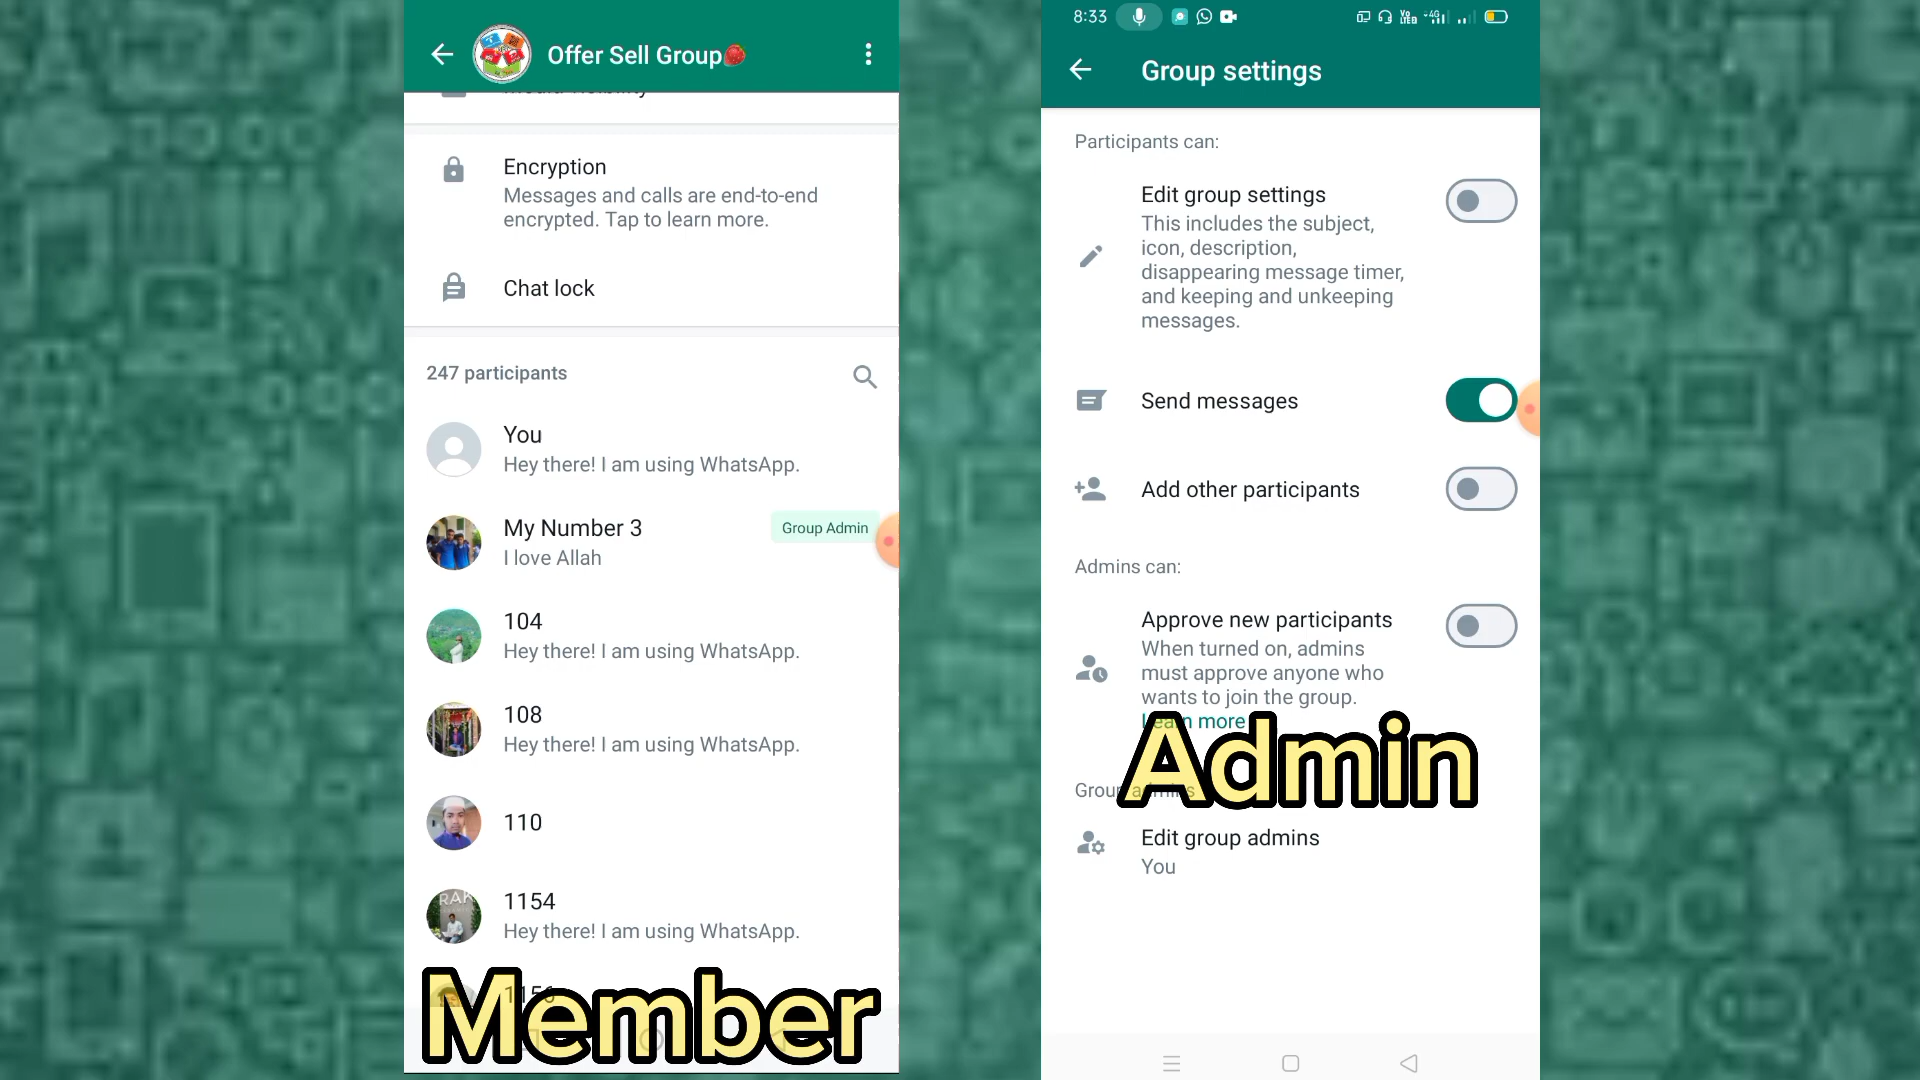 Offer Sell Group
Encryption
Messages and calls are end-to-end
encrypted. Tap to learn more.
Chat lock
247 participants
You
Hey there! I am using WhatsApp.
My Number 3
Group Admin
I love Allah
104
Hey there! I am using WhatsApp.
108
Hey there! I am using WhatsApp.
110
1154
Hey there! I am using WhatsApp.
1156
Member
8:33
Group settings
Participants can:
Edit group settings
This includes the subject,
icon, description,
disappearing message timer,
and keeping and unkeeping
messages.
Send messages
Add other participants
Admins can:
Approve new participants
When turned on, admins
must approve anyone who
wants to join the group.
Learn more
Admin
Group admins
Edit group admins
You